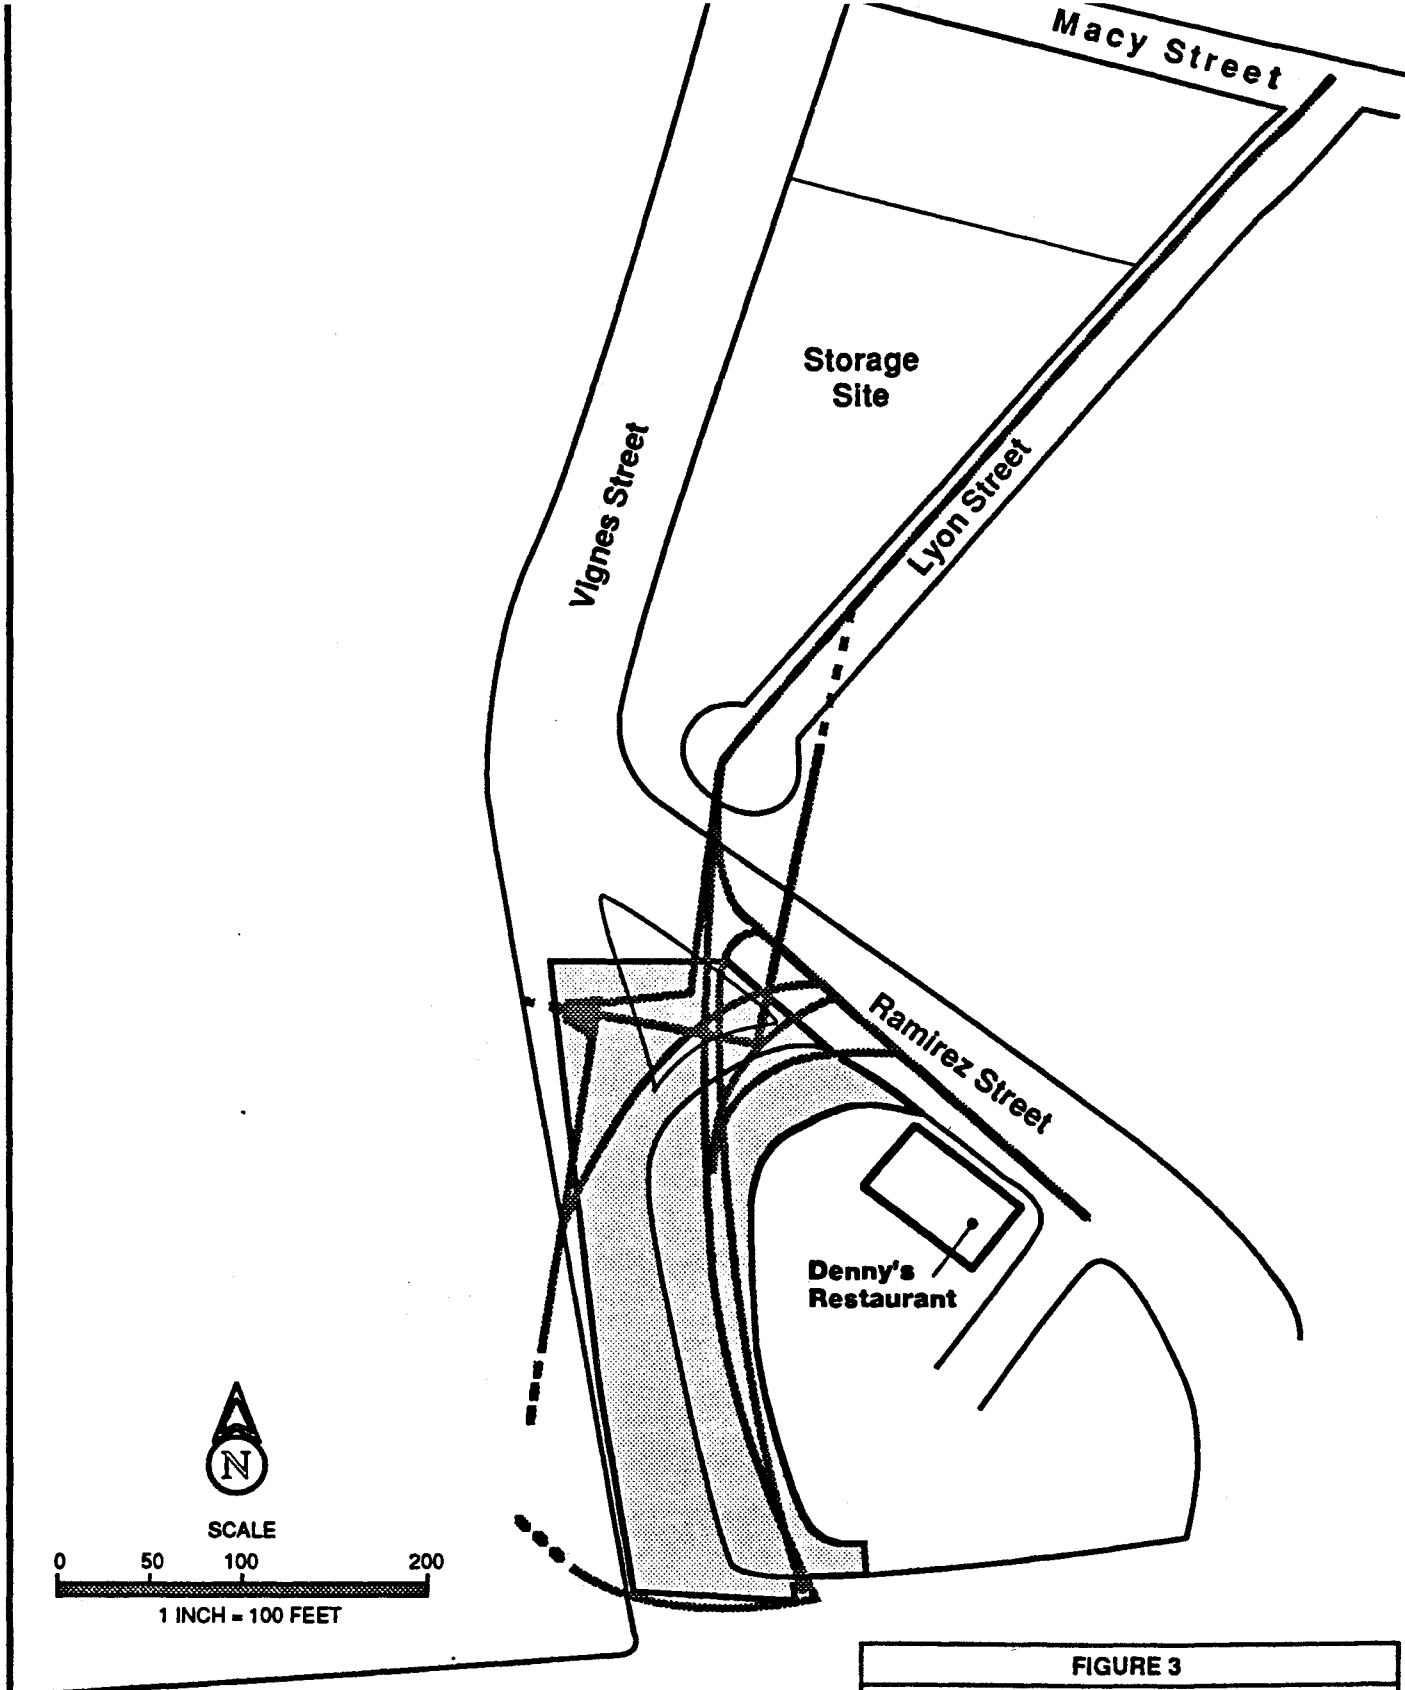 Macy Street
Storage
Site
Vignes Street
Lyon Street
Ramirez Street
Denny's
Restaurant
N
SCALE
0 50 100 200
1 INCH = 100 FEET
FIGURE 3